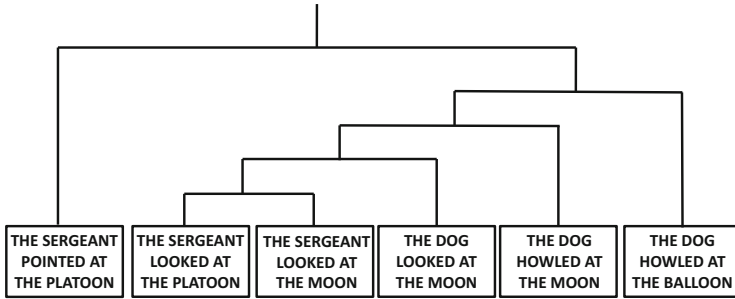 THE SERGEANT
POINTED AT
THE PLATOON
THE SERGEANT
LOOKED AT
THE PLATOON
THE SERGEANT
LOOKED AT
THE MOON
THE DOG
LOOKED AT
THE MOON
THE DOG
HOWLED AT
THE MOON
THE DOG
HOWLED AT
THE BALLOON